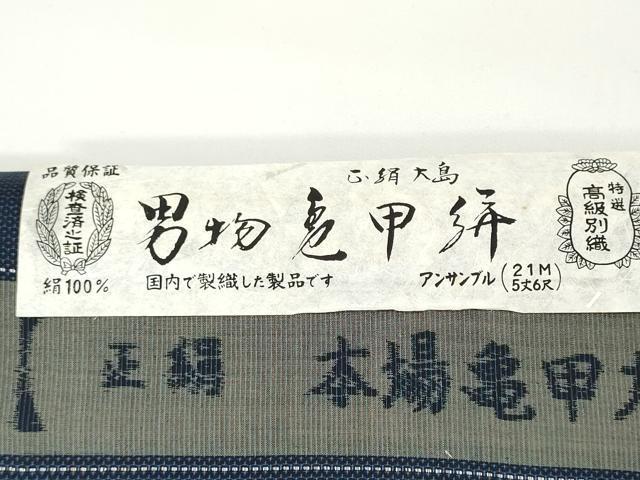 品質保証
検査済之証
絹100%
正絹大島
男物亀甲絣
国内で製織した製品です
アンサンブル(21M 5丈6尺)
特選
高級別織
正絹 本場亀甲